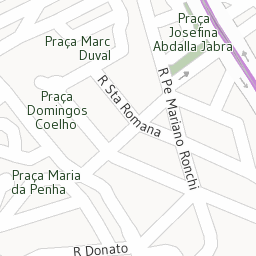 Praça
Josefina
Abdalla Jabra
Praça Marc
Duval
R Pe Mariano Ronchi
R Sta Romana
Praça
Domingos
Coelho
Praça Maria
da Penha
R Donato